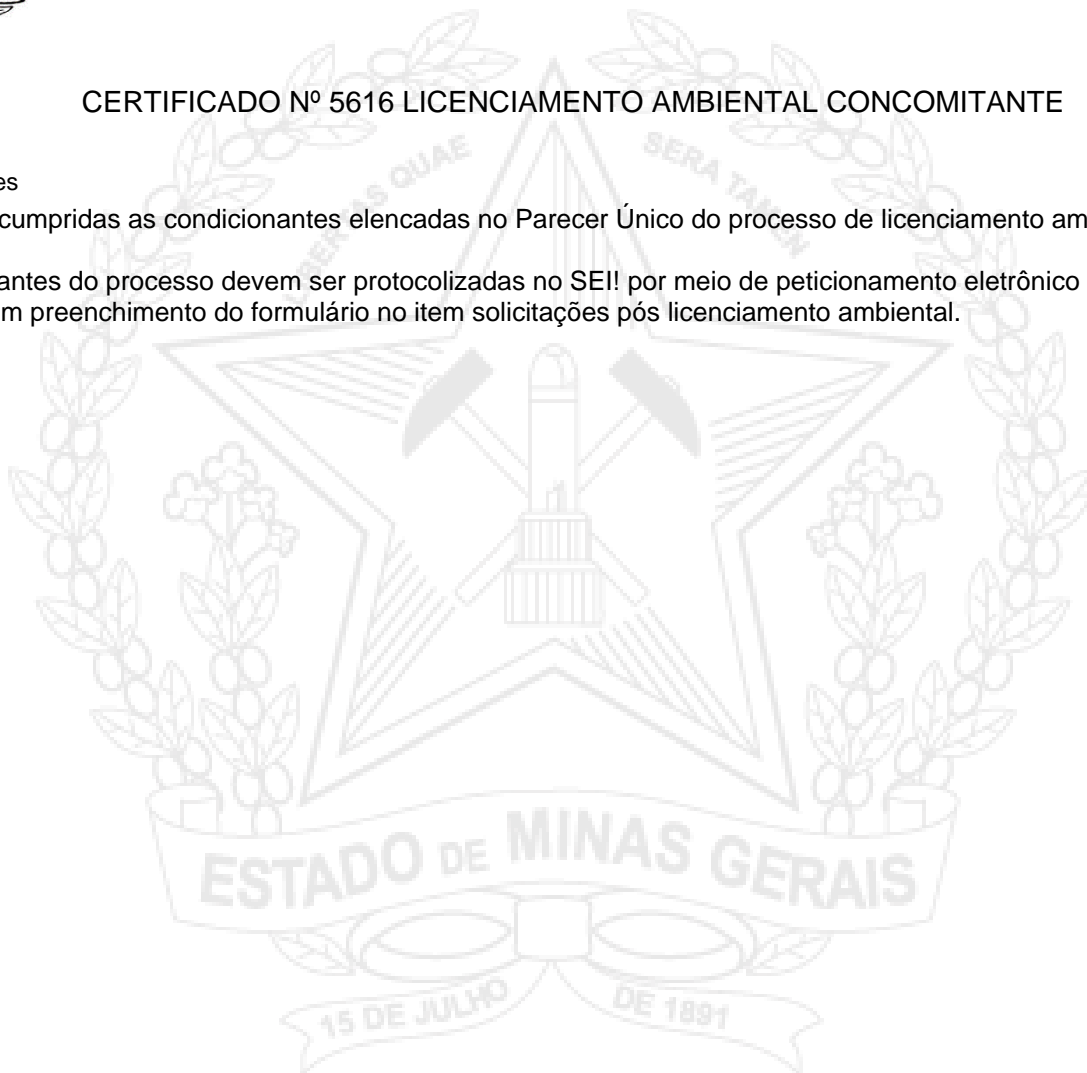 CERTIFICADO Nº 5616 LICENCIAMENTO AMBIENTAL CONCOMITANTE
es
cumpridas as condicionantes elencadas no Parecer Único do processo de licenciamento am
antes do processo devem ser protocolizadas no SEI! por meio de peticionamento eletrônico
m preenchimento do formulário no item solicitações pós licenciamento ambiental.
LIBERTAS QUAE SERA TAMEN
ESTADO DE MINAS GERAIS
15 DE JULHO DE 1891